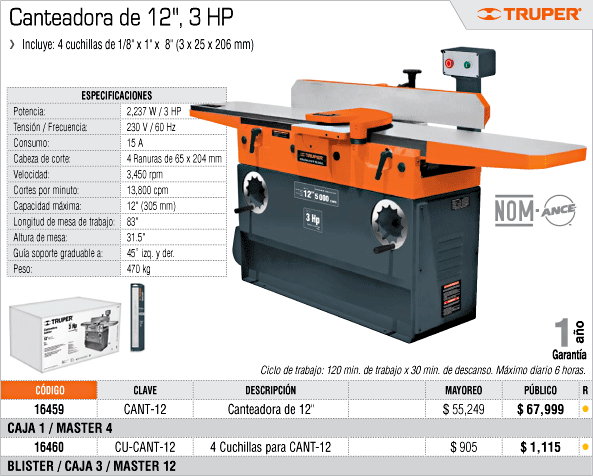 Canteadora de 12", 3 HP
TRUPER®
Incluye: 4 cuchillas de 1/8" x 1" x 8" (3 x 25 x 206 mm)
ESPECIFICACIONES
Potencia: 2,237 W / 3 HP
Tensión / Frecuencia: 230 V / 60 Hz
Consumo: 15 A
Cabeza de corte: 4 Ranuras de 65 x 204 mm
Velocidad: 3,450 rpm
Cortes por minuto: 13,800 cpm
Capacidad máxima: 12" (305 mm)
Longitud de mesa de trabajo: 83"
Altura de mesa: 31.5"
Guía soporte graduable a: 45° izq. y der.
Peso: 470 kg
TRUPER
12" 5 000
3 Hp
NOM-ANCE
TRUPER
3 Hp
12"
1 año
Garantía
Ciclo de trabajo: 120 min. de trabajo x 30 min. de descanso. Máximo diario 6 horas.
CÓDIGO CLAVE DESCRIPCIÓN MAYOREO PÚBLICO R
16459 CANT-12 Canteadora de 12" $ 55,249 $ 67,999
CAJA 1 / MASTER 4
16460 CU-CANT-12 4 Cuchillas para CANT-12 $ 905 $ 1,115
BLISTER / CAJA 3 / MASTER 12